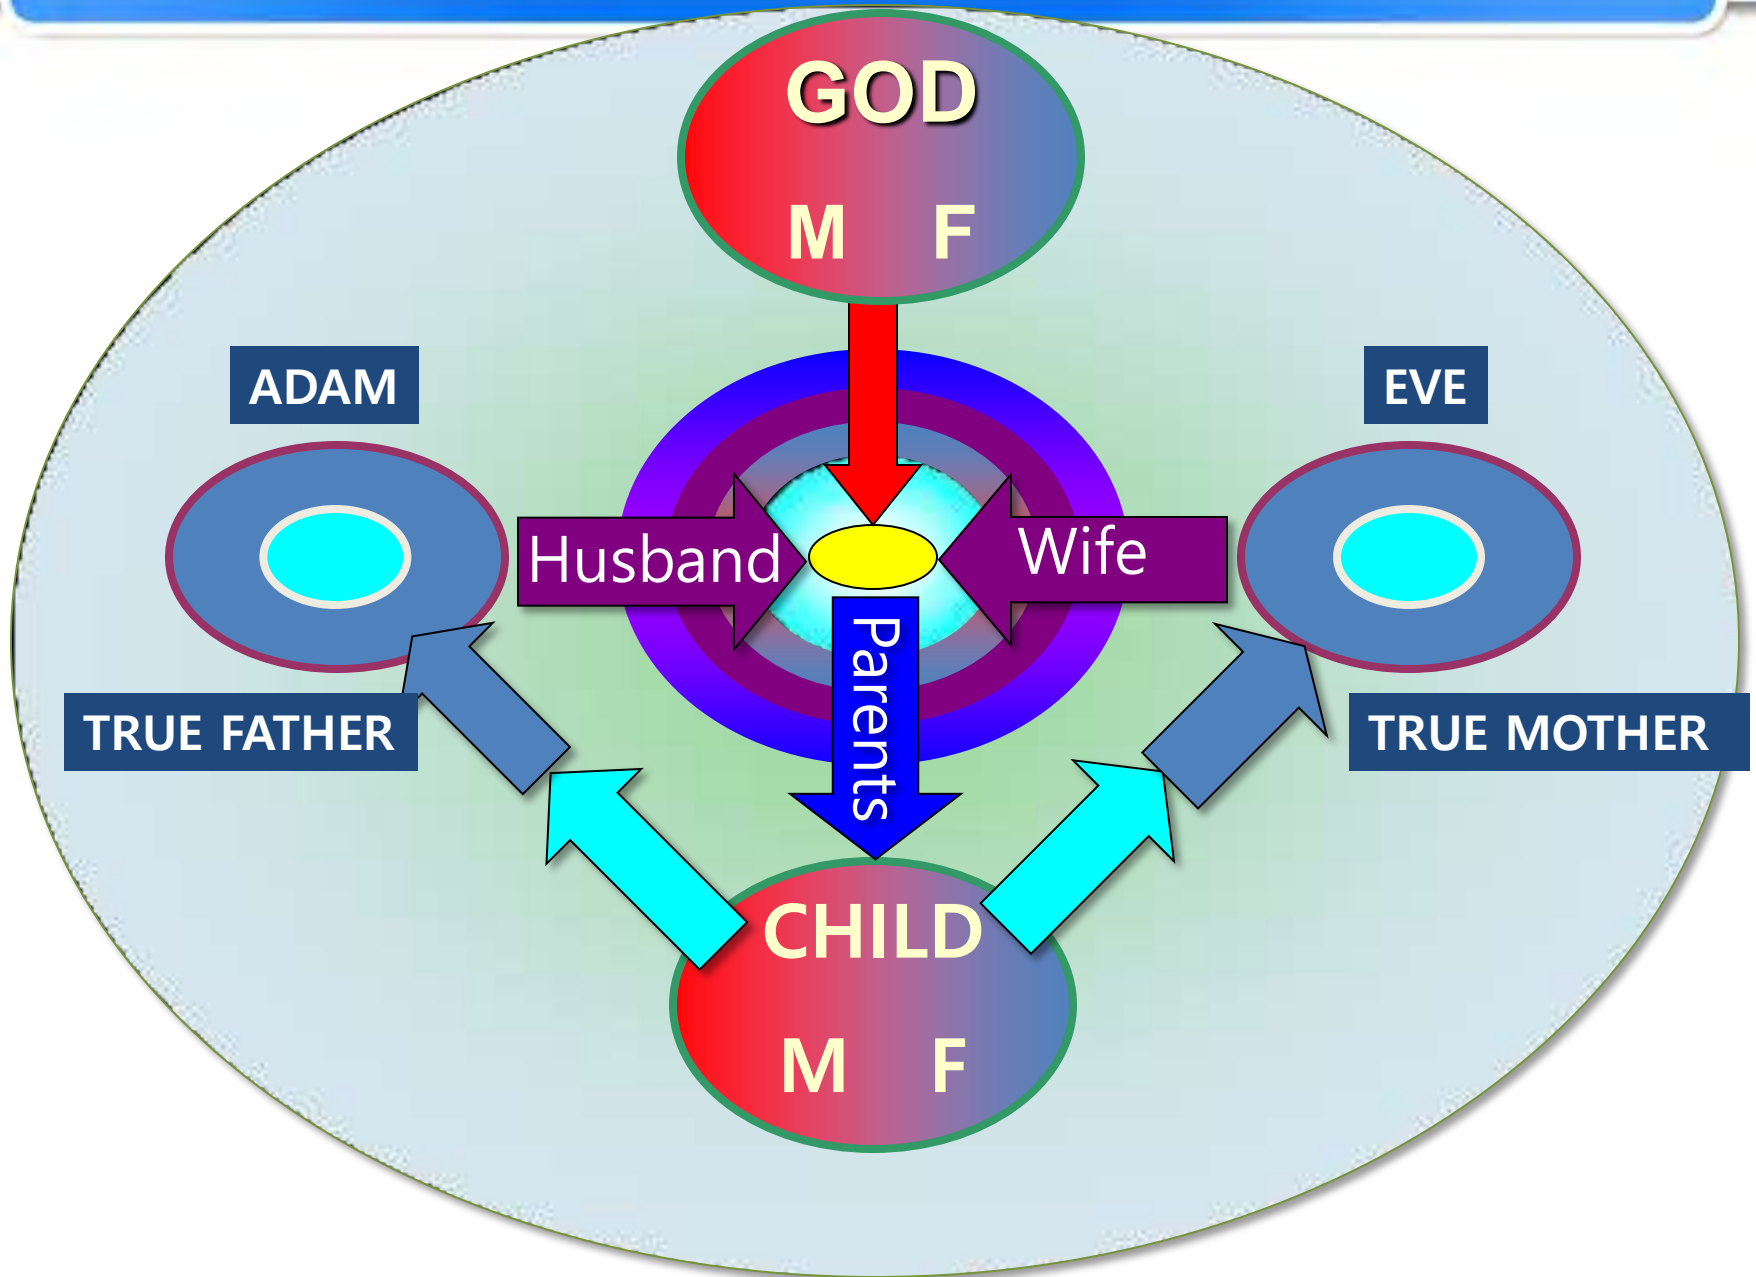 GOD
M F
ADAM
EVE
Husband
Wife
Parents
TRUE FATHER
TRUE MOTHER
CHILD
M F